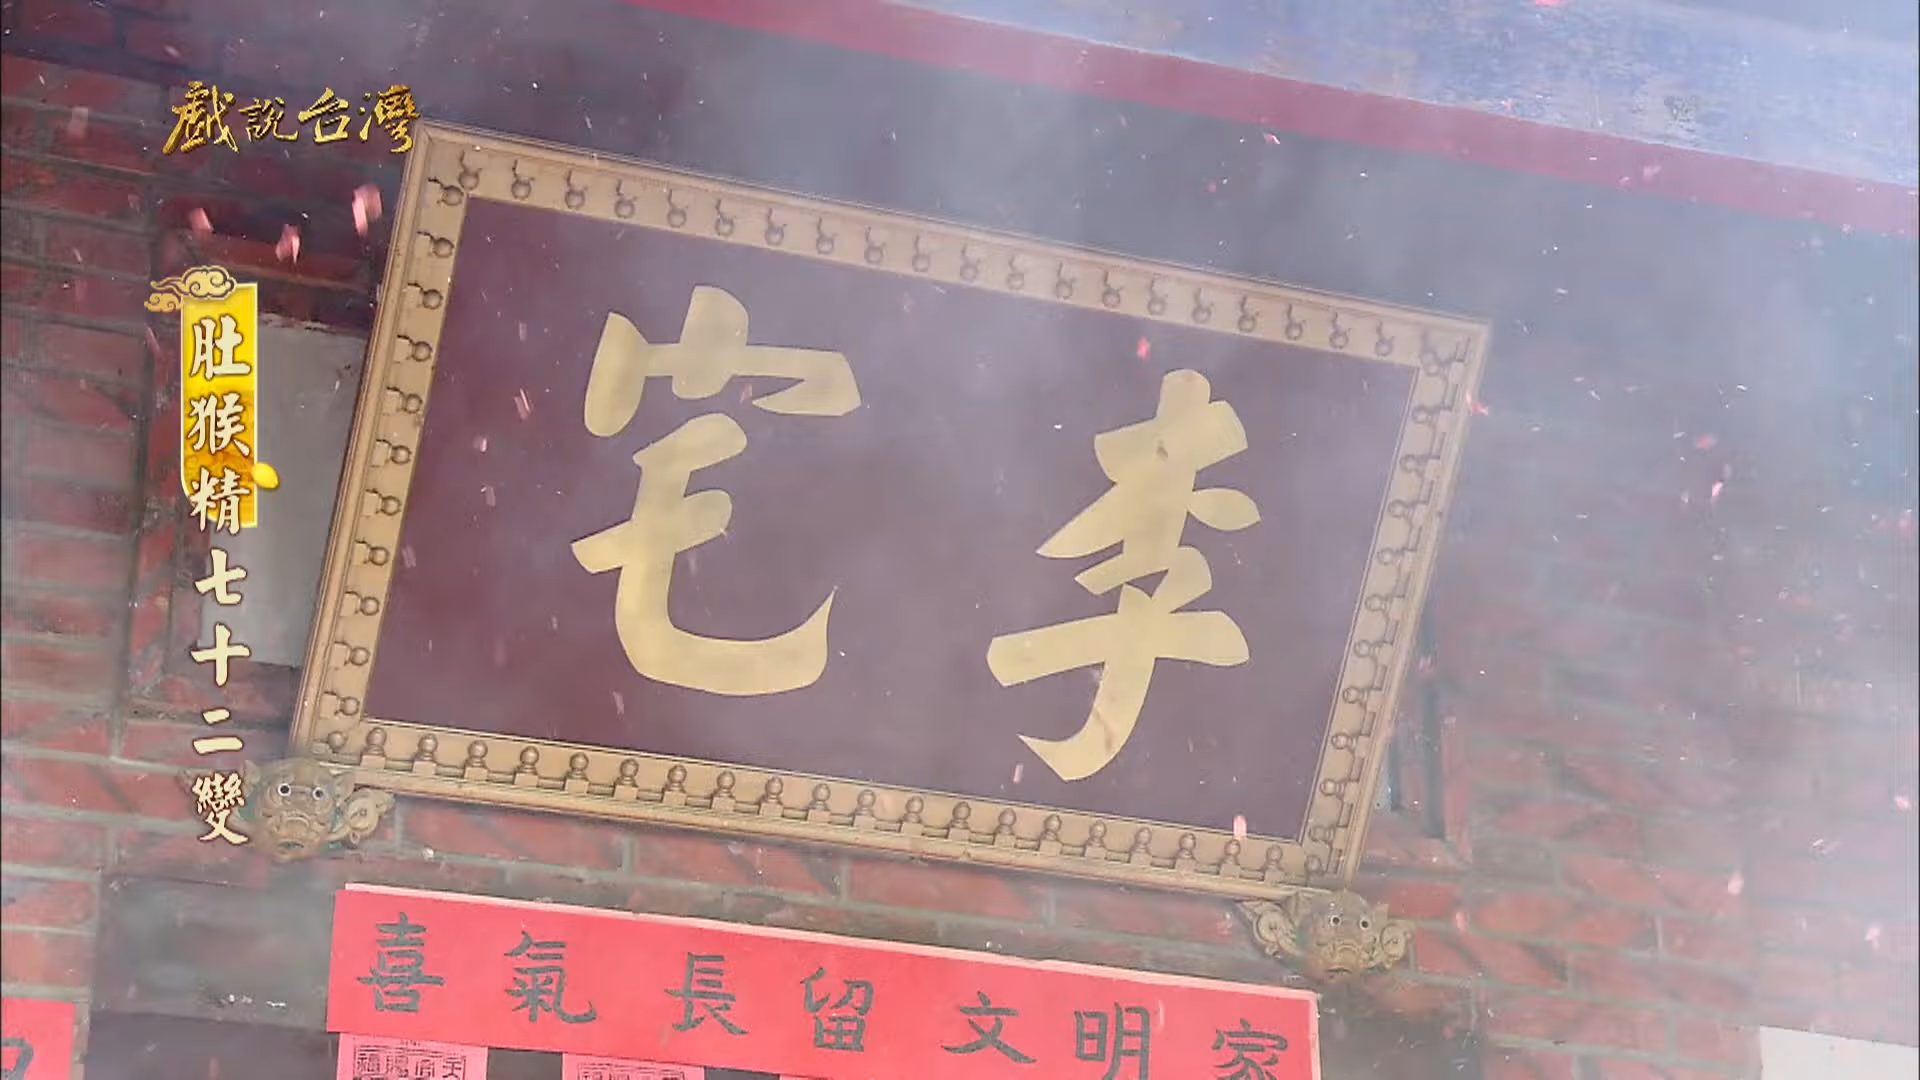 戲說台灣
肚猴精七十二變
李宅
家明文留長氣喜